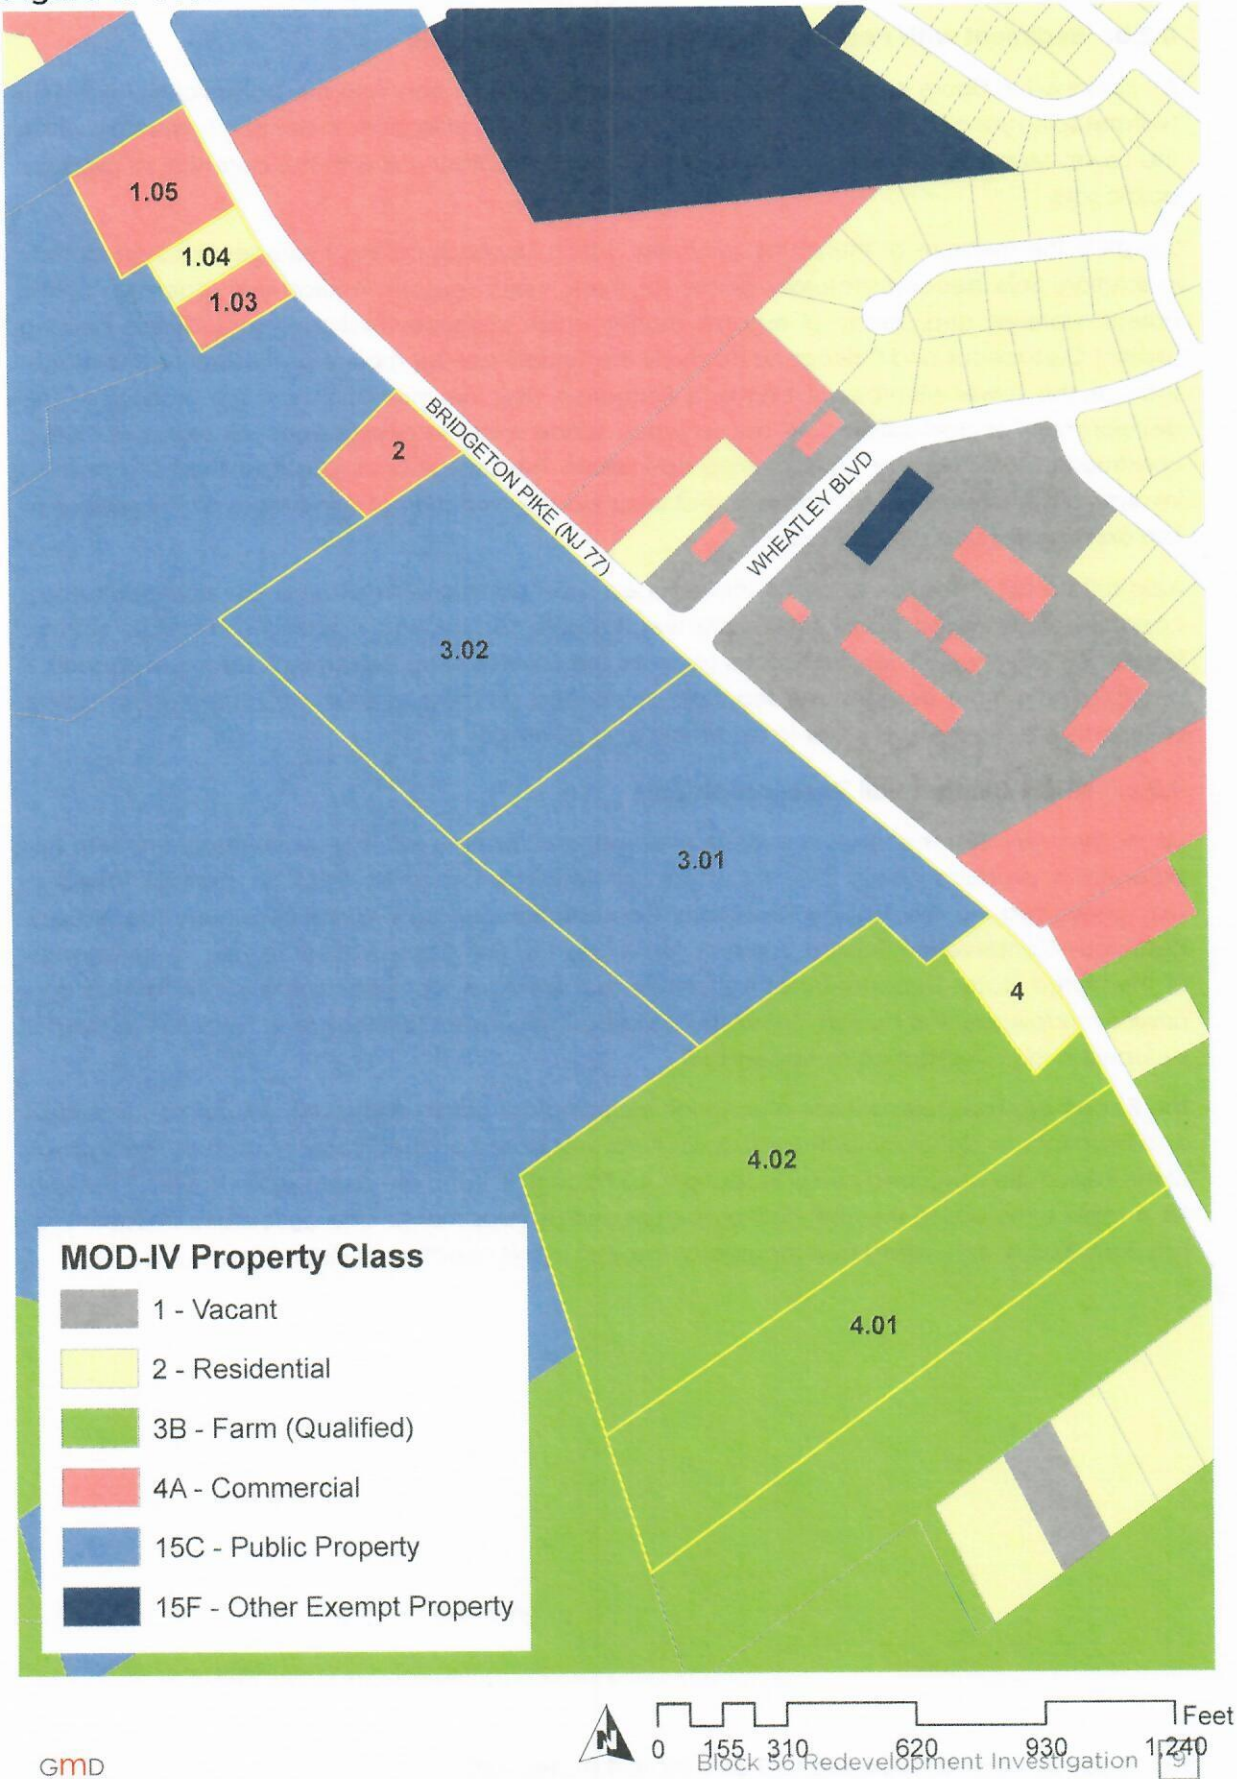 1.05
1.04
1.03
2
BRIDGETON PIKE (NJ 77)
WHEATLEY BLVD
3.02
3.01
4
4.02
4.01
MOD-IV Property Class
1 - Vacant
2 - Residential
3B - Farm (Qualified)
4A - Commercial
15C - Public Property
15F - Other Exempt Property
N
Feet
0 155 310 620 930 1,240
GmD
Block 56 Redevelopment Investigation 9